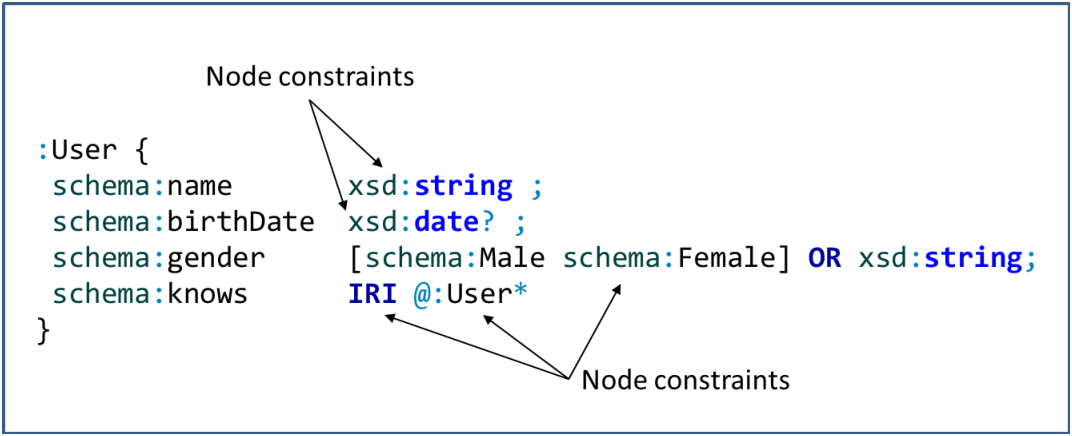 Node constraints
:User {
schema:name xsd:string ;
schema:birthDate xsd:date? ;
schema:gender [schema:Male schema:Female] OR xsd:string;
schema:knows IRI @:User*
}
Node constraints